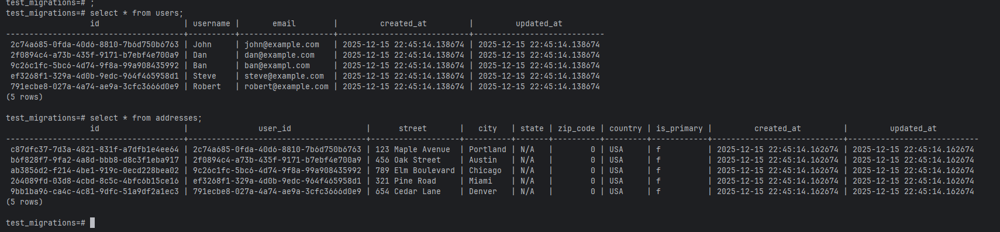 test_migrations=# ;
test_migrations=# select * from users;
                  id                  | username |       email        |         created_at         |         updated_at
--------------------------------------+----------+--------------------+----------------------------+----------------------------
 2c74a685-0fda-40d6-8810-7b6d750b6763 | John     | john@example.com   | 2025-12-15 22:45:14.138674 | 2025-12-15 22:45:14.138674
 2f0894c4-a73b-435f-9171-b7ebf4e700a9 | Dan      | dan@example.com    | 2025-12-15 22:45:14.138674 | 2025-12-15 22:45:14.138674
 9c26c1fc-5bc6-4d74-9f8a-99a908435992 | Ban      | ban@exampl.com     | 2025-12-15 22:45:14.138674 | 2025-12-15 22:45:14.138674
 ef3268f1-329a-4d0b-9edc-964f465958d1 | Steve    | steve@example.com  | 2025-12-15 22:45:14.138674 | 2025-12-15 22:45:14.138674
 791ecbe8-027a-4a74-ae9a-3cfc3666d0e9 | Robert   | robert@example.com | 2025-12-15 22:45:14.138674 | 2025-12-15 22:45:14.138674
(5 rows)
test_migrations=# select * from addresses;
                  id                  |               user_id                |      street       |   city   | state | zip_code | country | is_primary |         created_at         |         updated_at
--------------------------------------+--------------------------------------+-------------------+----------+-------+----------+---------+------------+----------------------------+----------------------------
 c87dfc37-7d3a-4821-831f-a7dfb1e4ee64 | 2c74a685-0fda-40d6-8810-7b6d750b6763 | 123 Maple Avenue  | Portland | N/A   |        0 | USA     | f          | 2025-12-15 22:45:14.162674 | 2025-12-15 22:45:14.162674
 b6f828f7-9fa2-4a8d-bbb8-d8c3f1eba917 | 2f0894c4-a73b-435f-9171-b7ebf4e700a9 | 456 Oak Street    | Austin   | N/A   |        0 | USA     | f          | 2025-12-15 22:45:14.162674 | 2025-12-15 22:45:14.162674
 ab3856d2-f214-4be1-919c-0ecd228bea02 | 9c26c1fc-5bc6-4d74-9f8a-99a908435992 | 789 Elm Boulevard | Chicago  | N/A   |        0 | USA     | f          | 2025-12-15 22:45:14.162674 | 2025-12-15 22:45:14.162674
 264089fd-03d8-4cbd-8c5c-4bfc6b15ce16 | ef3268f1-329a-4d0b-9edc-964f465958d1 | 321 Pine Road     | Miami    | N/A   |        0 | USA     | f          | 2025-12-15 22:45:14.162674 | 2025-12-15 22:45:14.162674
 9bb1ba96-ca4c-4c81-9dfc-51a9df2a1ec3 | 791ecbe8-027a-4a74-ae9a-3cfc3666d0e9 | 654 Cedar Lane    | Denver   | N/A   |        0 | USA     | f          | 2025-12-15 22:45:14.162674 | 2025-12-15 22:45:14.162674
(5 rows)
test_migrations=#